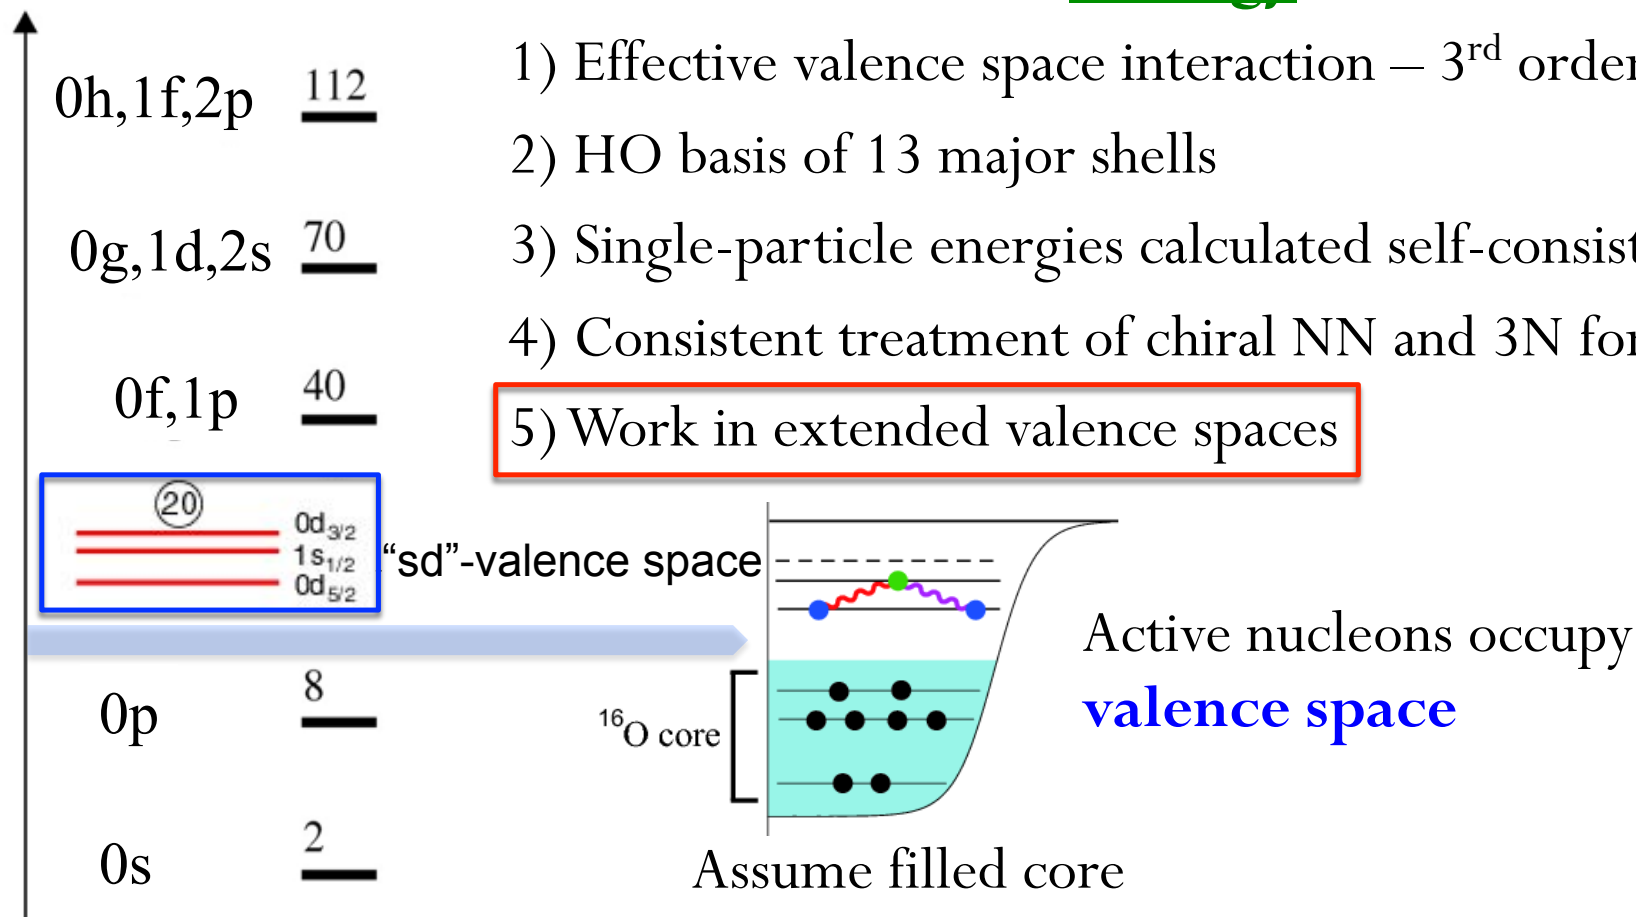 0h,1f,2p 112
0g,1d,2s 70
0f,1p 40
20
0d3/2
1s1/2
0d5/2
"sd"-valence space
0p 8
0s 2
1) Effective valence space interaction – 3rd order
2) HO basis of 13 major shells
3) Single-particle energies calculated
4) Consistent treatment of chiral NN and 3N
5) Work in extended valence spaces
16O core
Active nucleons occupy
valence space
Assume filled core